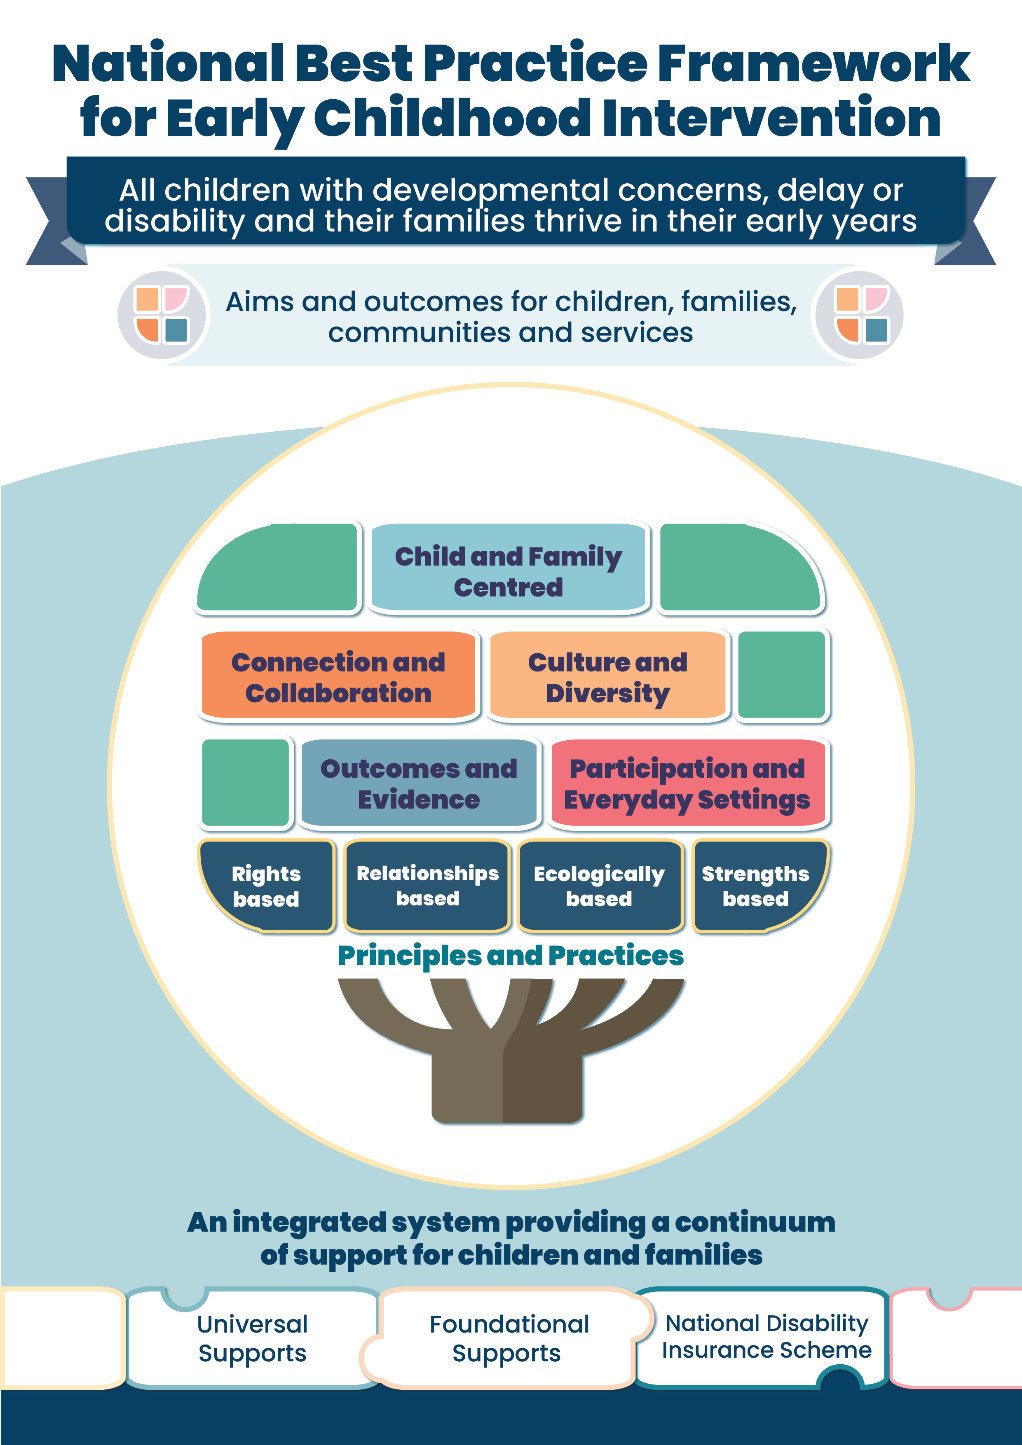 National Best Practice Framework
for Early Childhood Intervention
All children with developmental concerns, delay or
disability and their families thrive in their early years
Aims and outcomes for children, families,
communities and services
Child and Family
Centred
Connection and
Collaboration
Culture and
Diversity
Outcomes and
Evidence
Participation and
Everyday Settings
Rights
based
Relationships
based
Ecologically
based
Strengths
based
Principles and Practices
An integrated system providing a continuum
of support for children and families
Universal
Supports
Foundational
Supports
National Disability
Insurance Scheme